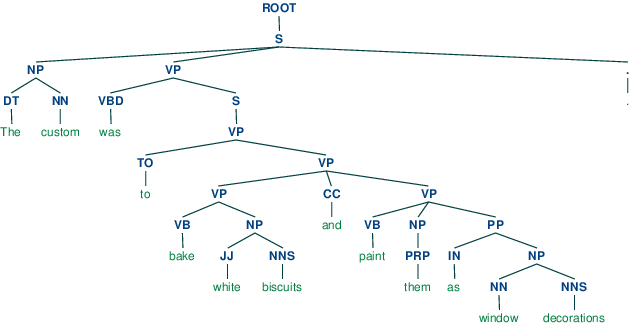 ROOT
S
NP VP .
DT NN VBD S .
The custom was VP
TO VP
to VP CC VP
VB NP and VB NP PP
bake JJ NNS paint PRP IN NP
white biscuits them as NN NNS
window decorations